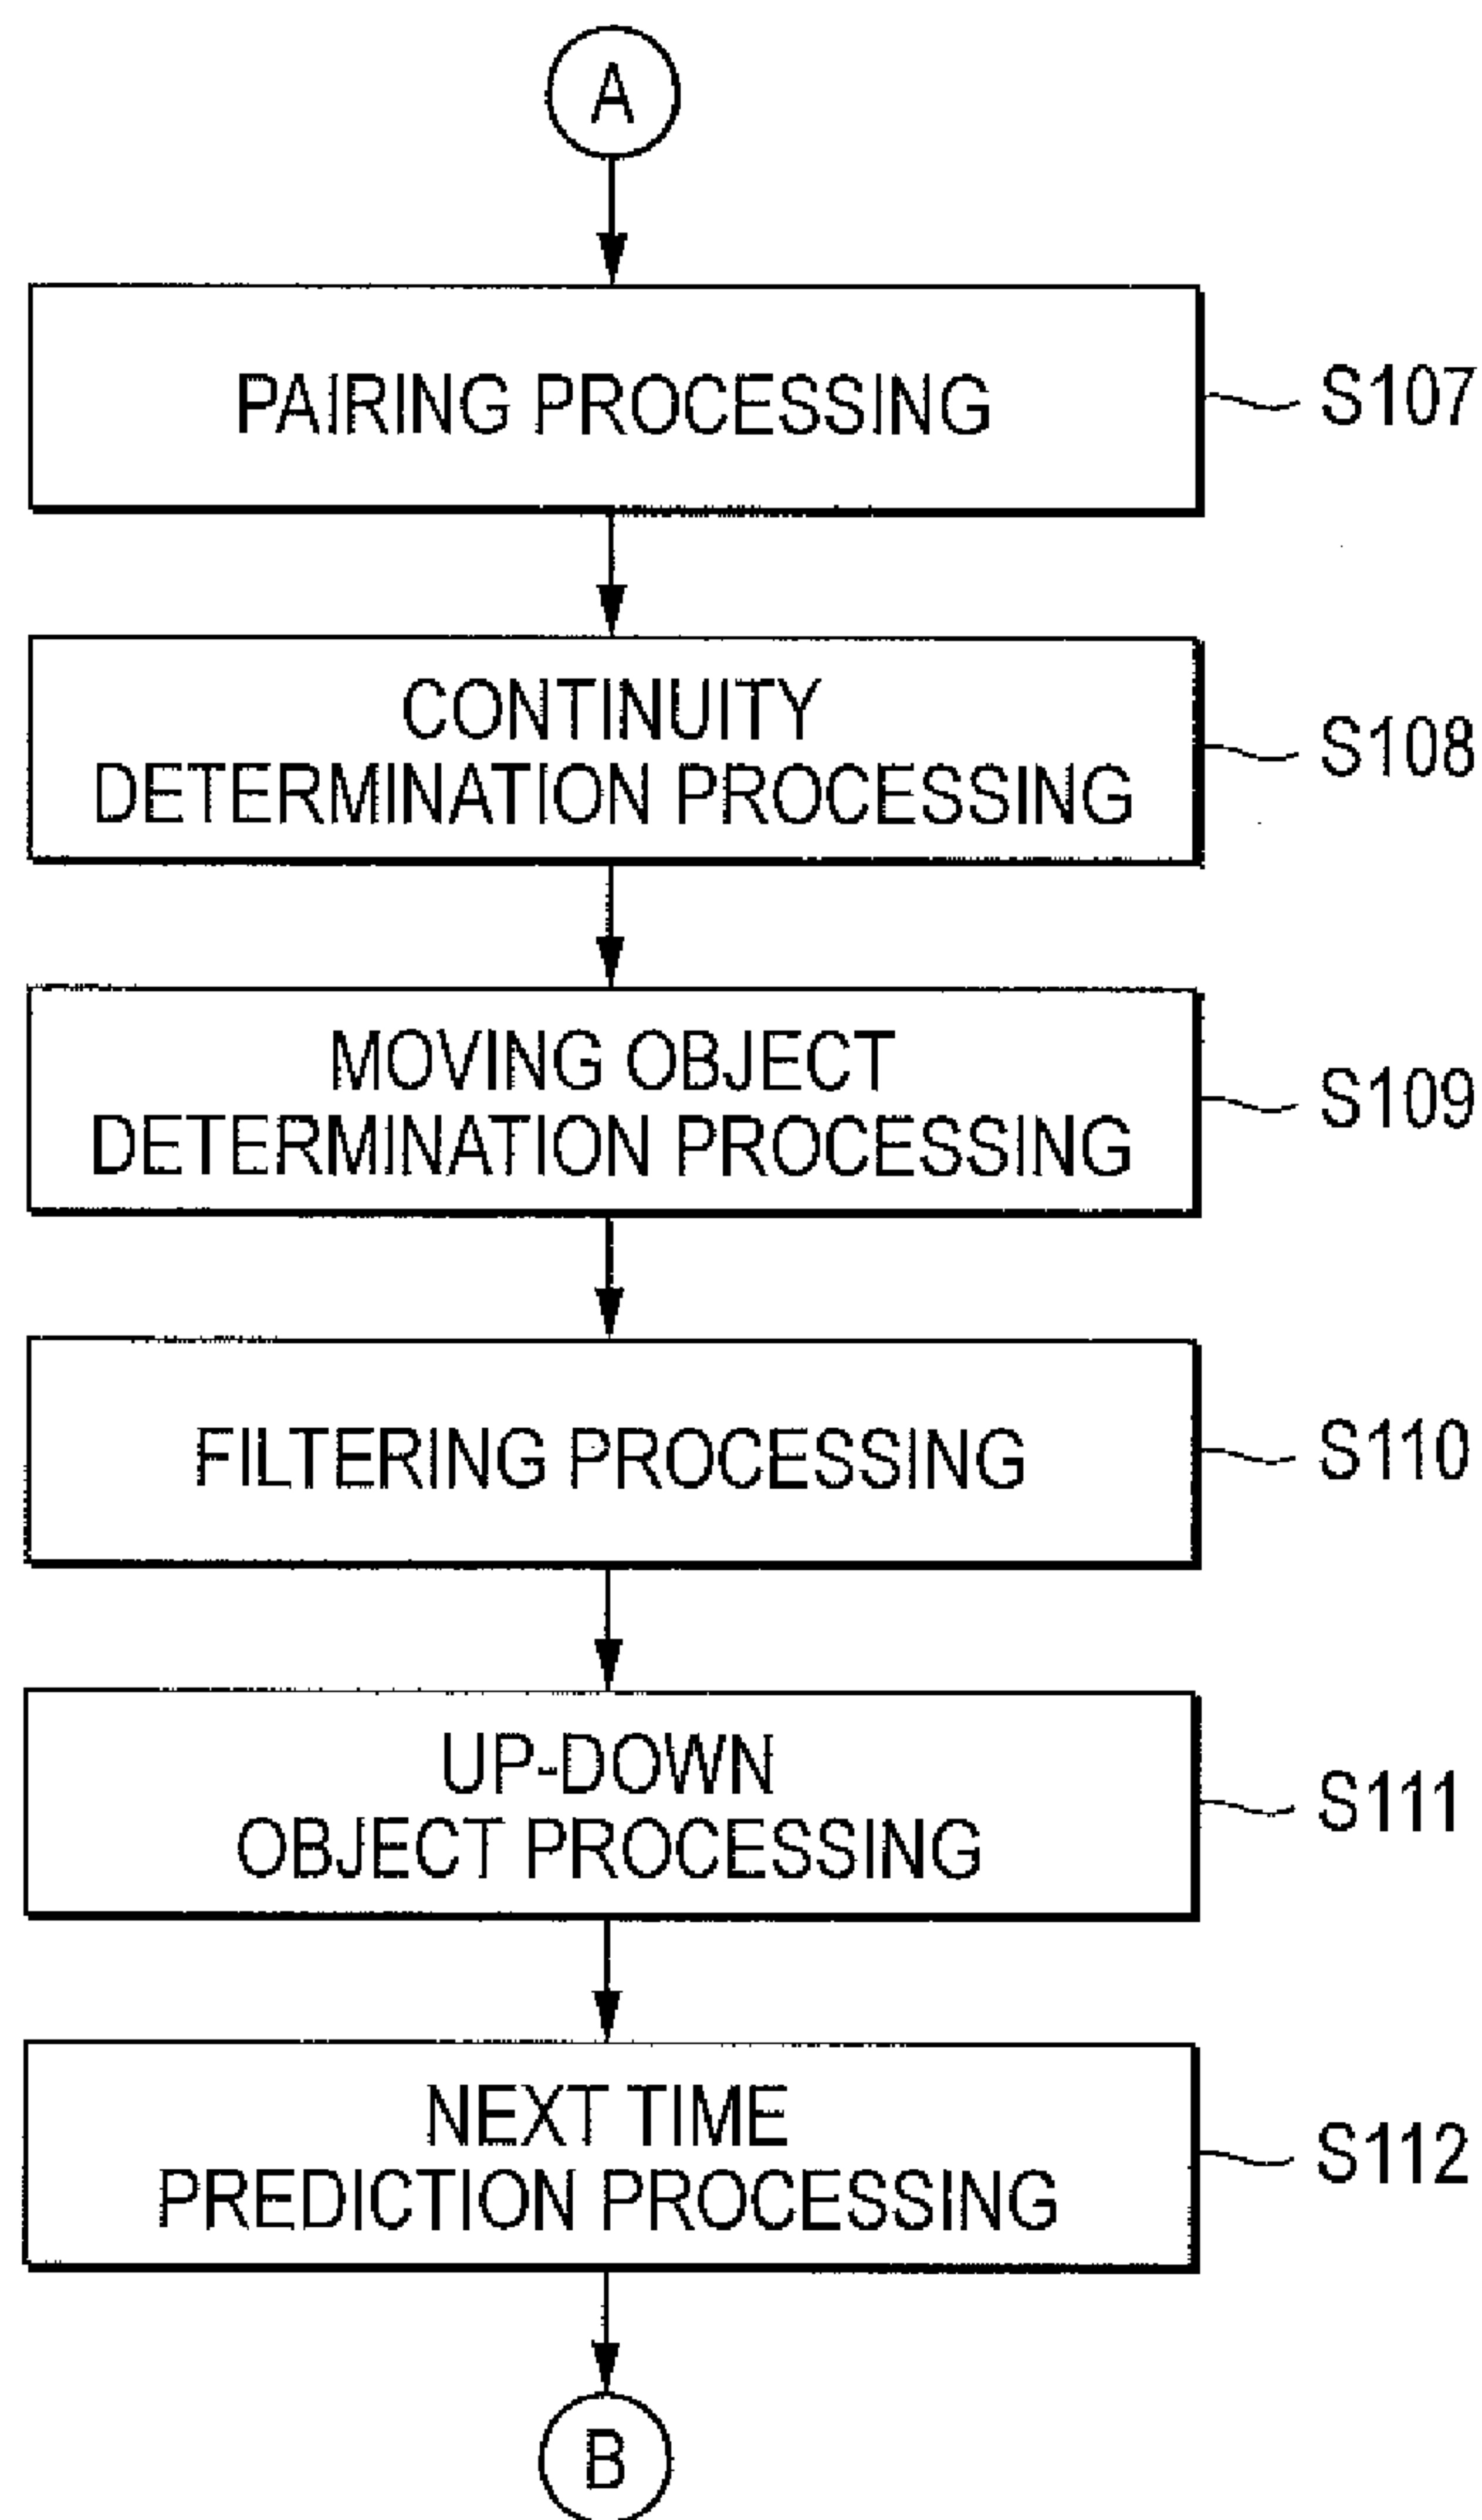 A
PAIRING PROCESSING
S107
CONTINUITY
DETERMINATION PROCESSING
S108
MOVING OBJECT
DETERMINATION PROCESSING
S109
FILTERING PROCESSING
S110
UP-DOWN
OBJECT PROCESSING
S111
NEXT TIME
PREDICTION PROCESSING
S112
B